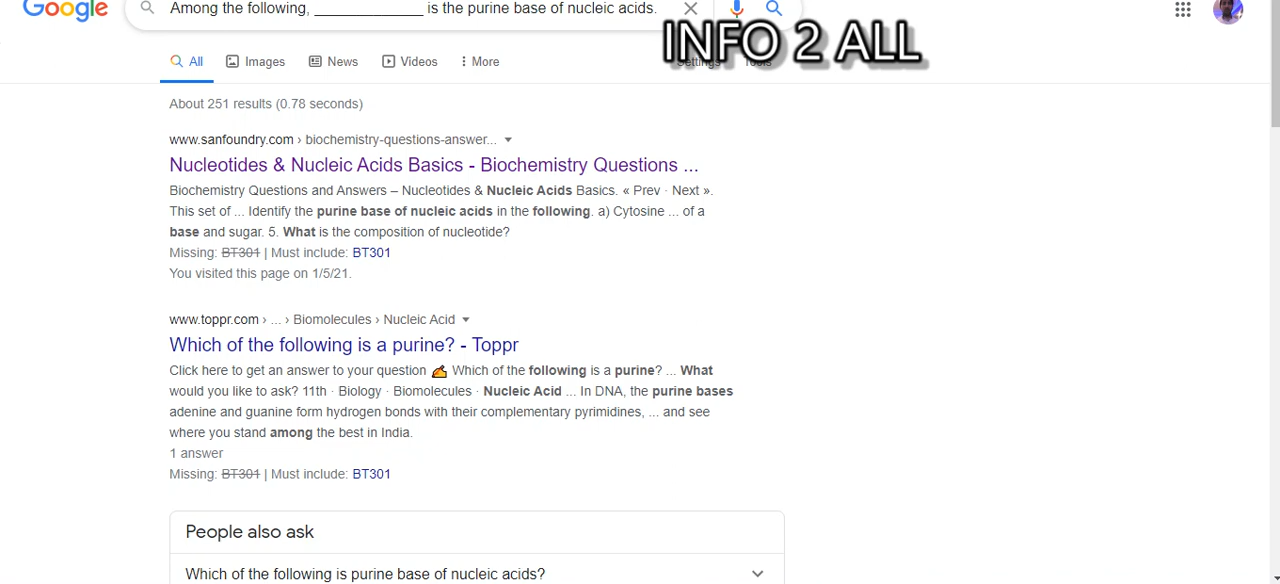 Google
Among the following, _____________ is the purine base of nucleic acids.
INFO 2 ALL
All Images News Videos More Settings Tools
About 251 results (0.78 seconds)
www.sanfoundry.com › biochemistry-questions-answer...
Nucleotides & Nucleic Acids Basics - Biochemistry Questions ...
Biochemistry Questions and Answers – Nucleotides & Nucleic Acids Basics. « Prev · Next ».
This set of ... Identify the purine base of nucleic acids in the following. a) Cytosine ... of a
base and sugar. 5. What is the composition of nucleotide?
Missing: BT301 | Must include: BT301
You visited this page on 1/5/21.
www.toppr.com › ... › Biomolecules › Nucleic Acid
Which of the following is a purine? - Toppr
Click here to get an answer to your question ✍ Which of the following is a purine? ... What
would you like to ask? 11th · Biology · Biomolecules · Nucleic Acid ... In DNA, the purine bases
adenine and guanine form hydrogen bonds with their complementary pyrimidines, ... and see
where you stand among the best in India.
1 answer
Missing: BT301 | Must include: BT301
People also ask
Which of the following is purine base of nucleic acids?